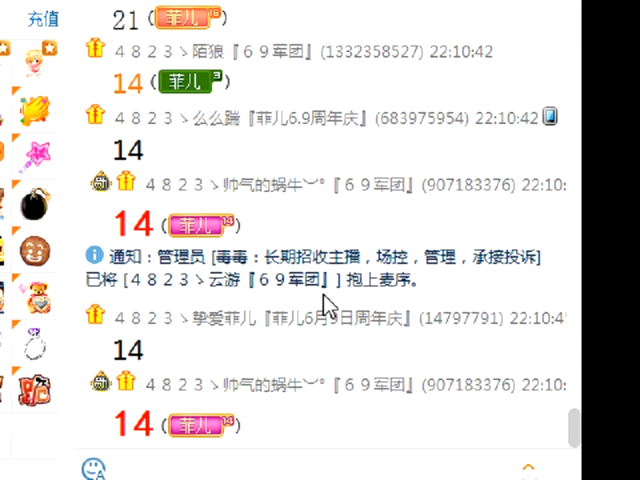 充值
21 (菲儿 15)
４８２３ゝ陌狼『６９军团』(1332358527) 22:10:42
14 (菲儿 3)
４８２３ゝ么么踹『菲儿6.9周年庆』(683975954) 22:10:42
14
４８２３ゝ帅气的蜗牛︶°『６９军团』(907183376) 22:10:
14 (菲儿 14)
通知：管理员 [毒毒：长期招收主播，场控，管理，承接投诉]
已将 [４８２３ゝ云游『６９军团』] 抱上麦序。
４８２３ゝ挚爱菲儿『菲儿6月9日周年庆』(14797791) 22:10:4
14
４８２３ゝ帅气的蜗牛︶°『６９军团』(907183376) 22:10:
14 (菲儿 14)